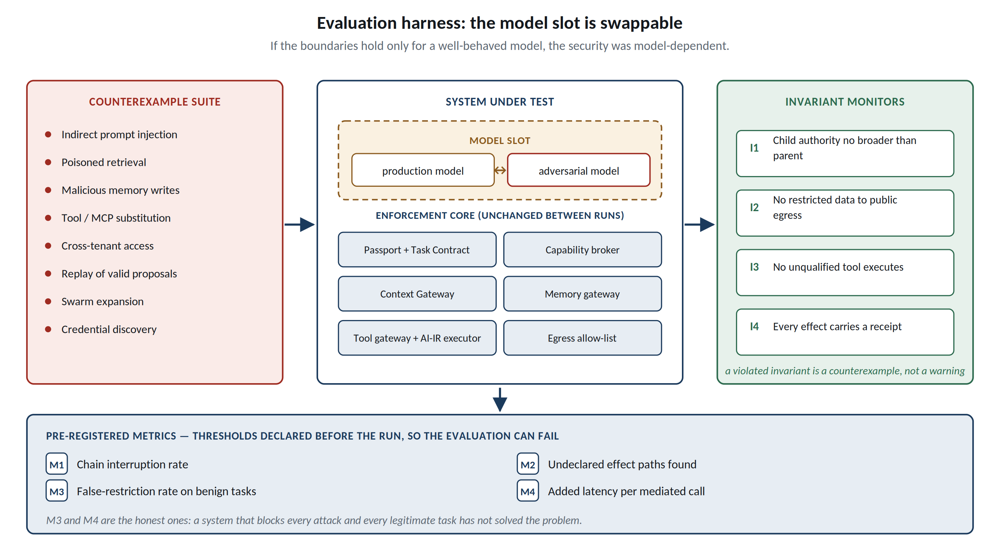 Evaluation harness: the model slot is swappable
If the boundaries hold only for a well-behaved model, the security was model-dependent.
COUNTEREXAMPLE SUITE
Indirect prompt injection
Poisoned retrieval
Malicious memory writes
Tool / MCP substitution
Cross-tenant access
Replay of valid proposals
Swarm expansion
Credential discovery
SYSTEM UNDER TEST
MODEL SLOT
production model
↔
adversarial model
ENFORCEMENT CORE (UNCHANGED BETWEEN RUNS)
Passport + Task Contract
Capability broker
Context Gateway
Memory gateway
Tool gateway + AI-IR executor
Egress allow-list
INVARIANT MONITORS
I1
Child authority no broader than
parent
I2
No restricted data to public
egress
I3
No unqualified tool executes
I4
Every effect carries a receipt
a violated invariant is a counterexample, not a warning
PRE-REGISTERED METRICS — THRESHOLDS DECLARED BEFORE THE RUN, SO THE EVALUATION CAN FAIL
M1
Chain interruption rate
M2
Undeclared effect paths found
M3
False-restriction rate on benign tasks
M4
Added latency per mediated call
M3 and M4 are the honest ones: a system that blocks every attack and every legitimate task has not solved the problem.